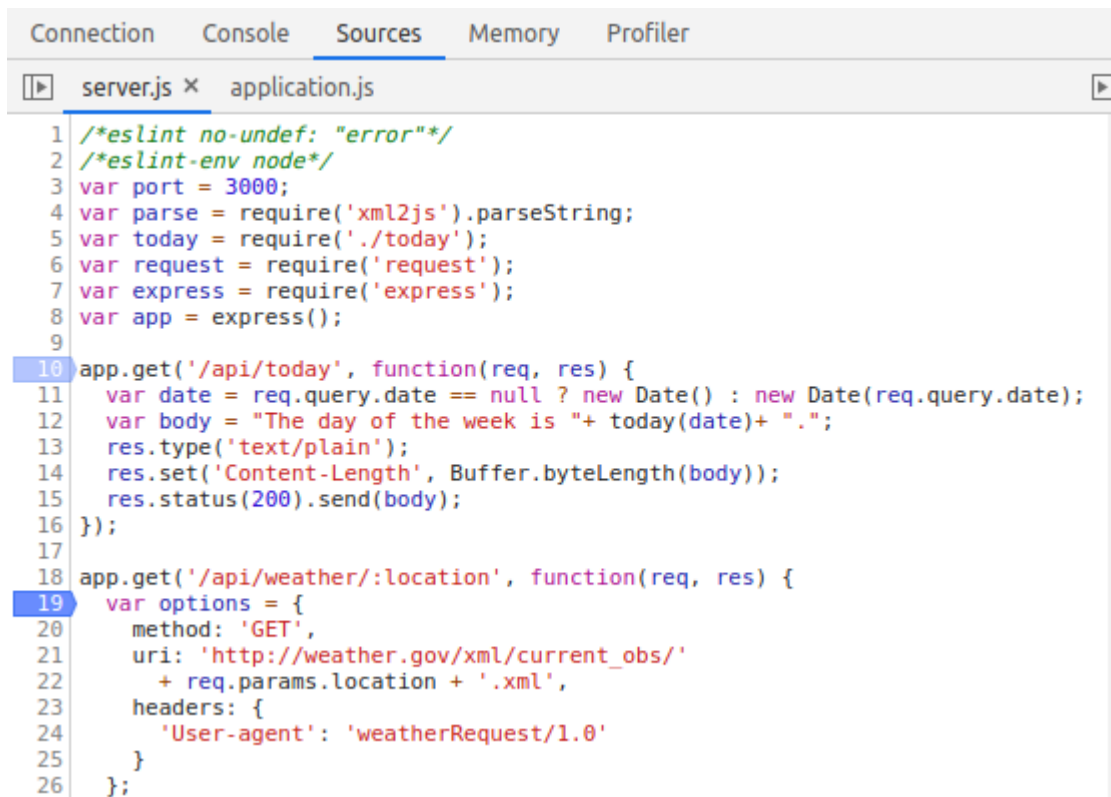 Connection Console Sources Memory Profiler
server.js × application.js
1 /*eslint no-undef: "error"*/
2 /*eslint-env node*/
3 var port = 3000;
4 var parse = require('xml2js').parseString;
5 var today = require('./today');
6 var request = require('request');
7 var express = require('express');
8 var app = express();
9
10 app.get('/api/today', function(req, res) {
11   var date = req.query.date == null ? new Date() : new Date(req.query.date);
12   var body = "The day of the week is "+ today(date)+ ".";
13   res.type('text/plain');
14   res.set('Content-Length', Buffer.byteLength(body));
15   res.status(200).send(body);
16 });
17
18 app.get('/api/weather/:location', function(req, res) {
19   var options = {
20     method: 'GET',
21     uri: 'http://weather.gov/xml/current_obs/'
22       + req.params.location + '.xml',
23     headers: {
24       'User-agent': 'weatherRequest/1.0'
25     }
26   };